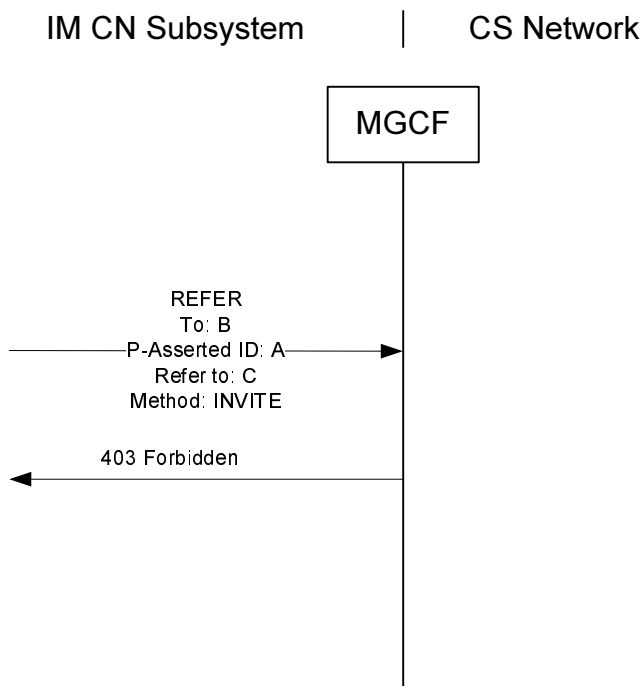 IM CN Subsystem | CS Network
MGCF
REFER
To: B
P-Asserted ID: A
Refer to: C
Method: INVITE
403 Forbidden